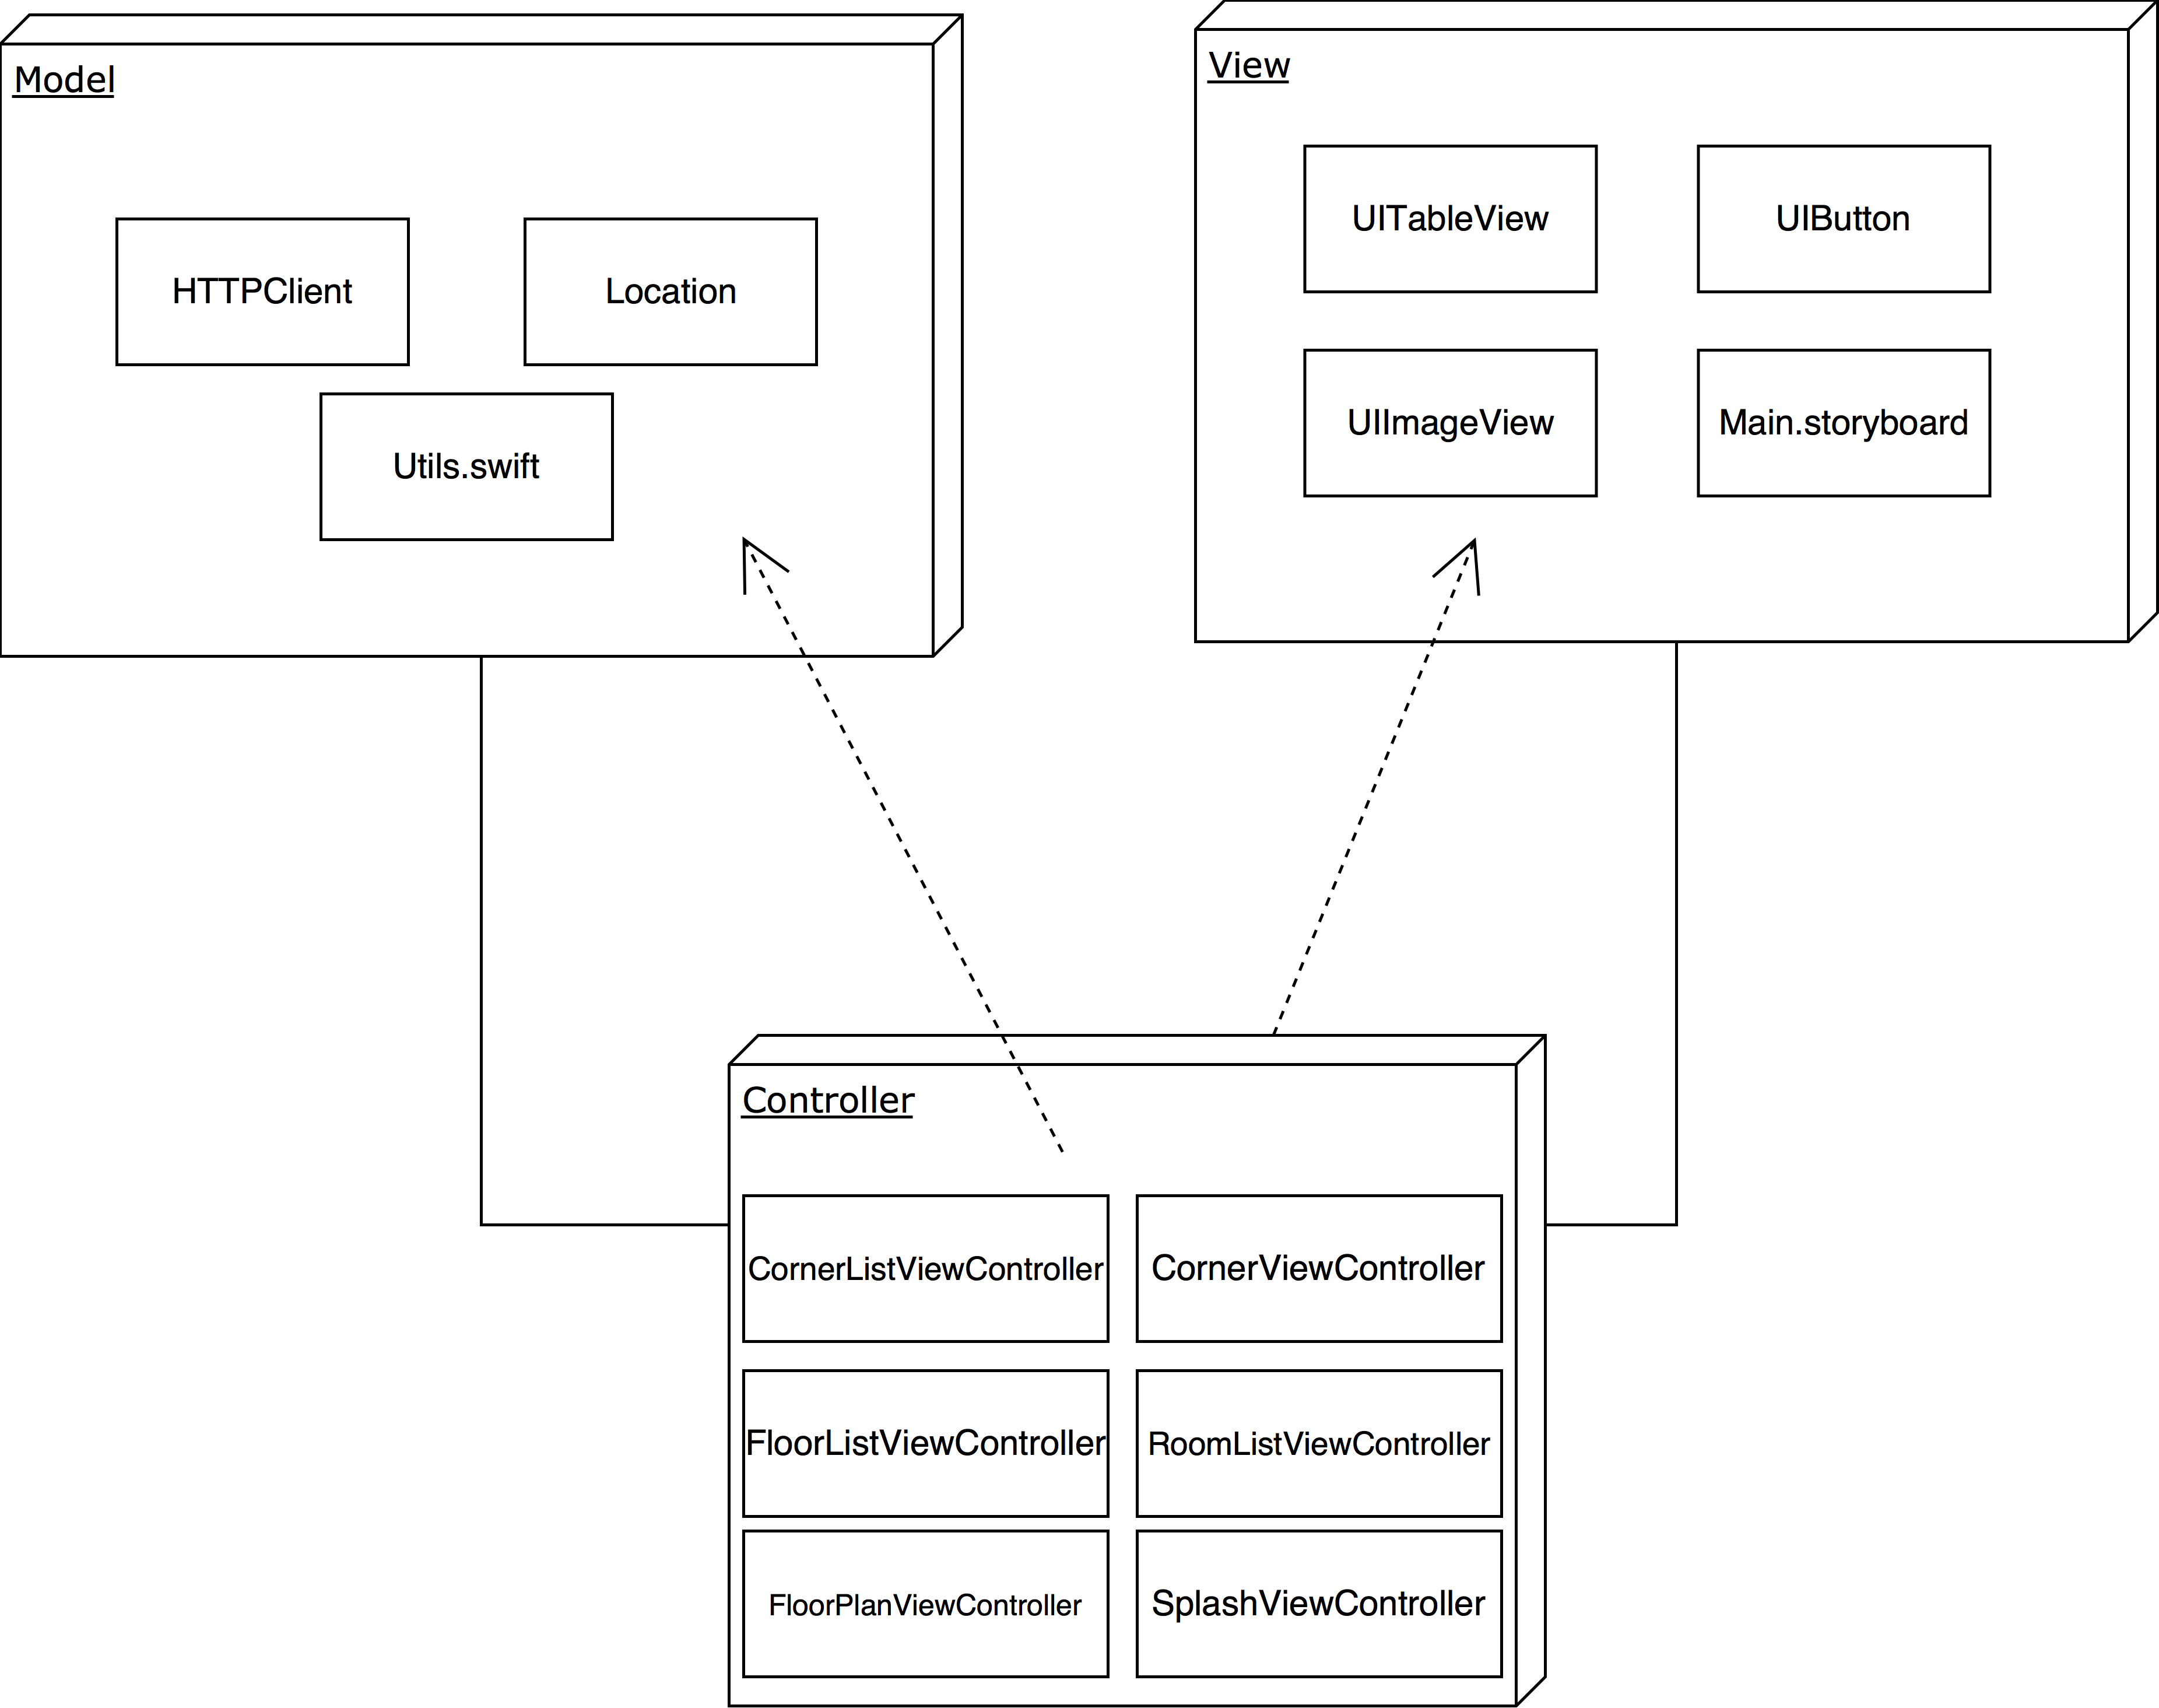 Model
HTTPClient
Location
Utils.swift
View
UITableView
UIButton
UIImageView
Main.storyboard
Controller
CornerListViewController
CornerViewController
FloorListViewController
RoomListViewController
FloorPlanViewController
SplashViewController